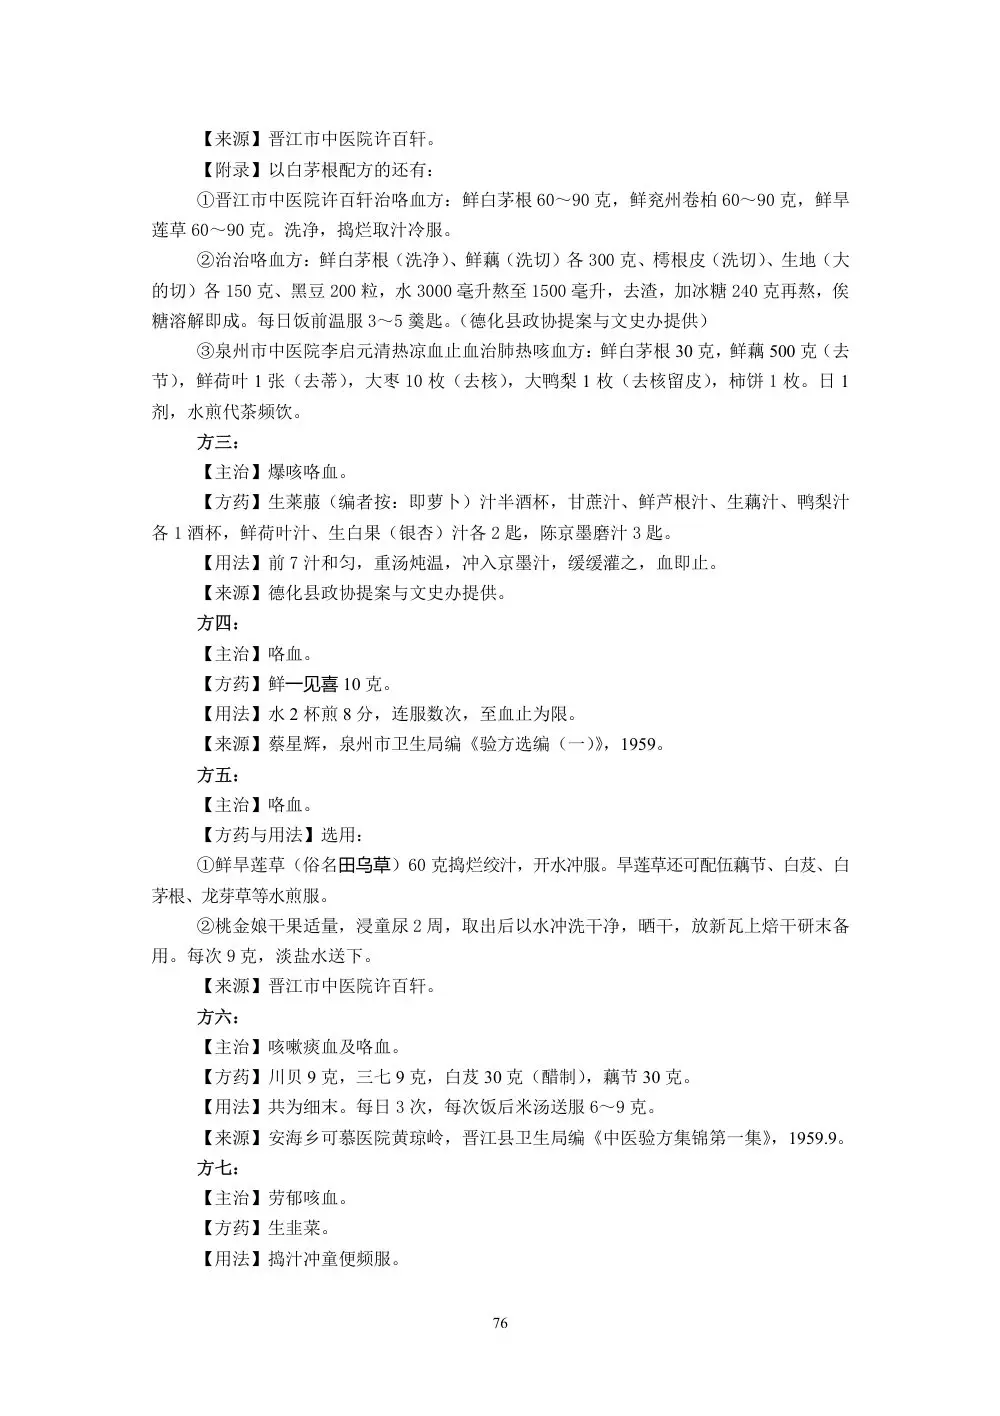 【来源】晋江市中医院许百轩。
【附录】以白茅根配方的还有：
①晋江市中医院许百轩治咯血方：鲜白茅根 60～90 克，鲜兖州卷柏 60～90 克，鲜旱
莲草 60～90 克。洗净，捣烂取汁冷服。
②治治咯血方：鲜白茅根（洗净）、鲜藕（洗切）各 300 克、樗根皮（洗切）、生地（大
的切）各 150 克、黑豆 200 粒，水 3000 毫升熬至 1500 毫升，去渣，加冰糖 240 克再熬，俟
糖溶解即成。每日饭前温服 3～5 羹匙。（德化县政协提案与文史办提供）
③泉州市中医院李启元清热凉血止血治肺热咳血方：鲜白茅根 30 克，鲜藕 500 克（去
节），鲜荷叶 1 张（去蒂），大枣 10 枚（去核），大鸭梨 1 枚（去核留皮），柿饼 1 枚。日 1
剂，水煎代茶频饮。
方三：
【主治】爆咳咯血。
【方药】生莱菔（编者按：即萝卜）汁半酒杯，甘蔗汁、鲜芦根汁、生藕汁、鸭梨汁
各 1 酒杯，鲜荷叶汁、生白果（银杏）汁各 2 匙，陈京墨磨汁 3 匙。
【用法】前 7 汁和匀，重汤炖温，冲入京墨汁，缓缓灌之，血即止。
【来源】德化县政协提案与文史办提供。
方四：
【主治】咯血。
【方药】鲜一见喜 10 克。
【用法】水 2 杯煎 8 分，连服数次，至血止为限。
【来源】蔡星辉，泉州市卫生局编《验方选编（一）》，1959。
方五：
【主治】咯血。
【方药与用法】选用：
①鲜旱莲草（俗名田乌草）60 克捣烂绞汁，开水冲服。旱莲草还可配伍藕节、白芨、白
茅根、龙芽草等水煎服。
②桃金娘干果适量，浸童尿 2 周，取出后以水冲洗干净，晒干，放新瓦上焙干研末备
用。每次 9 克，淡盐水送下。
【来源】晋江市中医院许百轩。
方六：
【主治】咳嗽痰血及咯血。
【方药】川贝 9 克，三七 9 克，白芨 30 克（醋制），藕节 30 克。
【用法】共为细末。每日 3 次，每次饭后米汤送服 6～9 克。
【来源】安海乡可慕医院黄琼岭，晋江县卫生局编《中医验方集锦第一集》，1959.9。
方七：
【主治】劳郁咳血。
【方药】生韭菜。
【用法】捣汁冲童便频服。
76